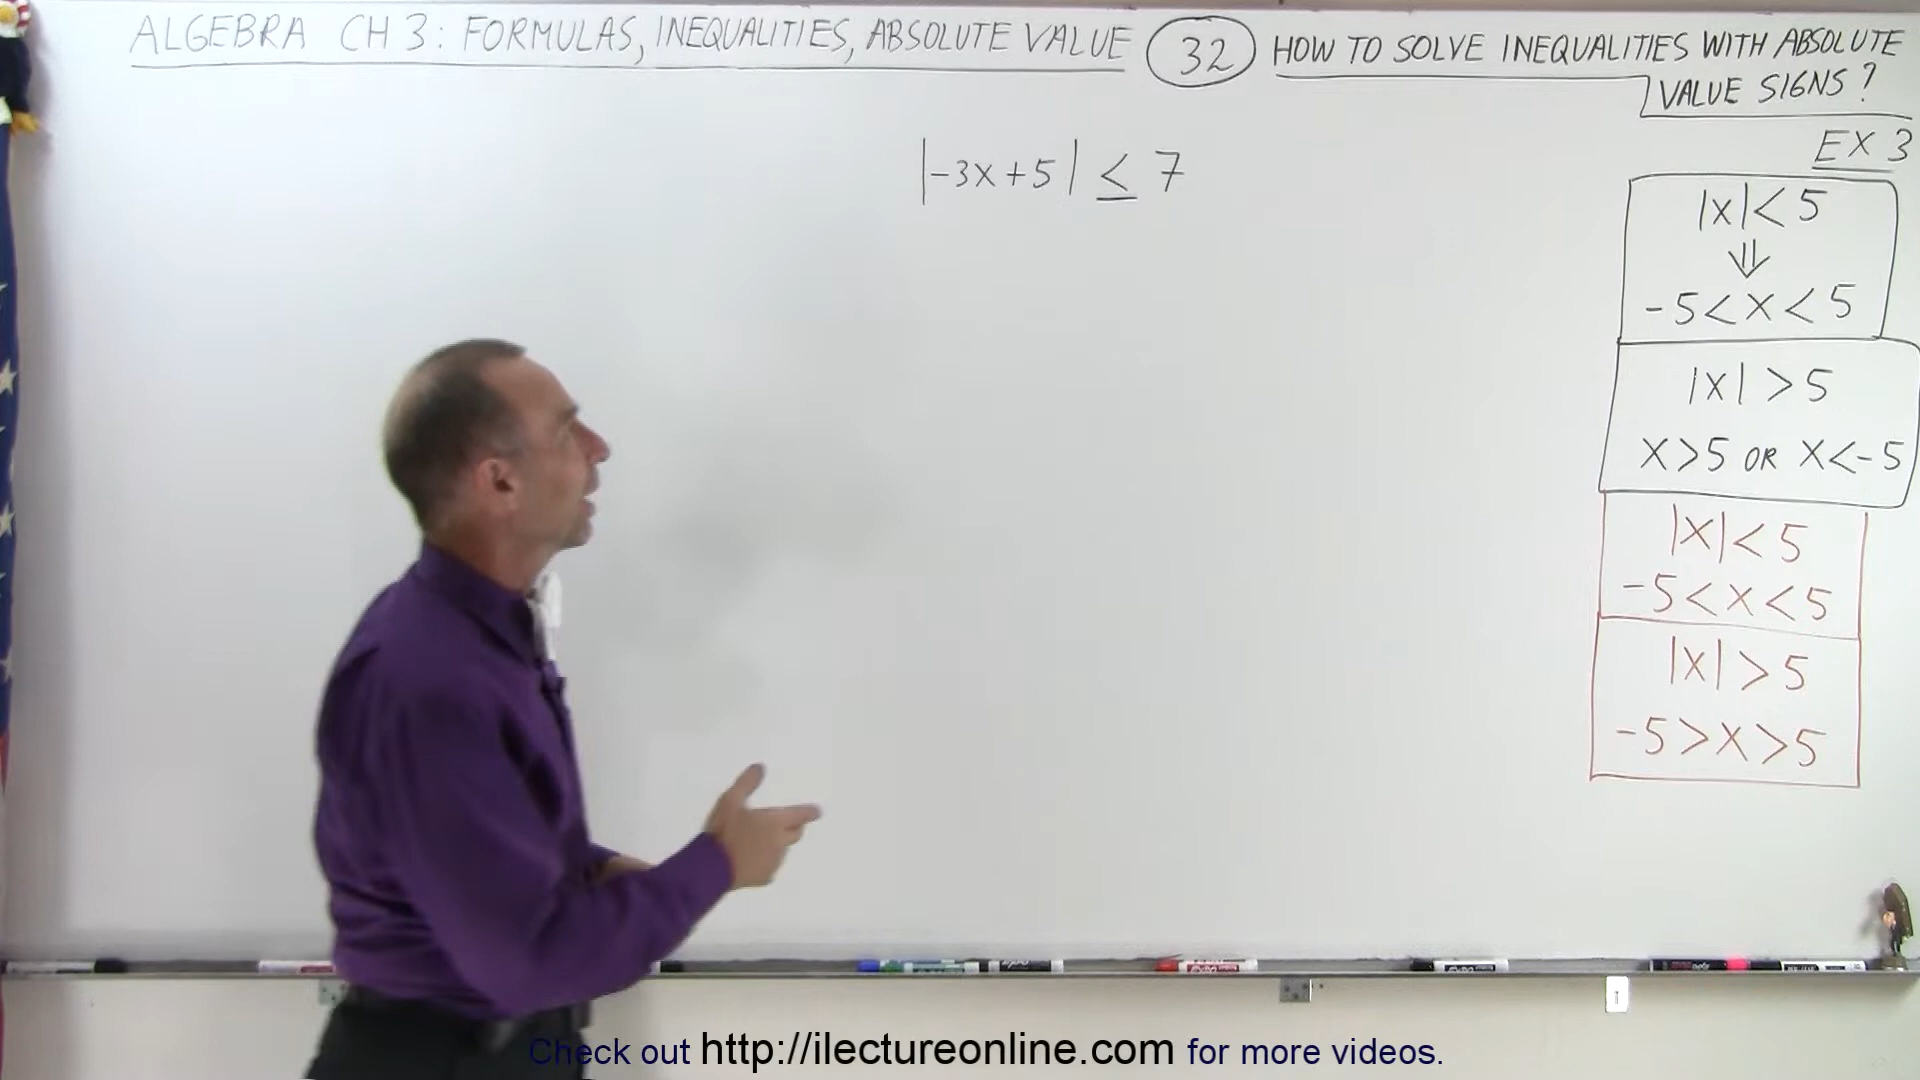 ALGEBRA CH 3: FORMULAS, INEQUALITIES, ABSOLUTE VALUE 32 HOW TO SOLVE INEQUALITIES WITH ABSOLUTE
VALUE SIGNS?
EX 3
|-3x+5| ≤ 7
|x|<5
⇓
-5<x<5
|x|>5
x>5 OR x<-5
|x|<5
-5<x<5
|x|>5
-5>x>5
Check out http://ilectureonline.com for more videos.